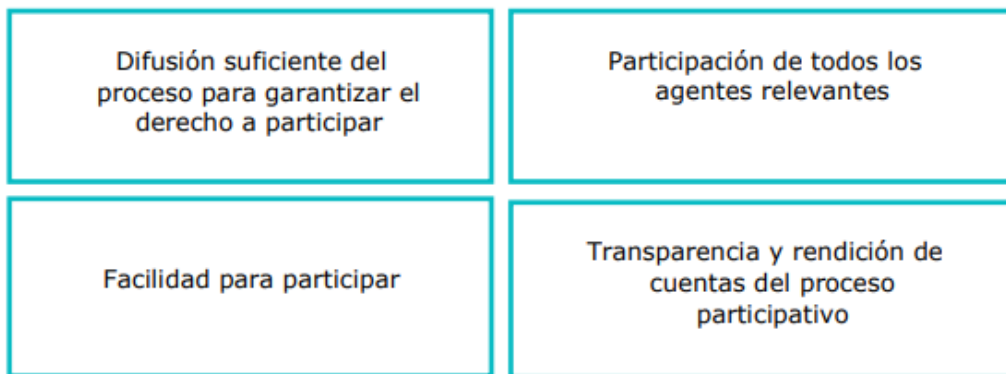 Difusión suficiente del
proceso para garantizar el
derecho a participar
Participación de todos los
agentes relevantes
Facilidad para participar
Transparencia y rendición de
cuentas del proceso
participativo